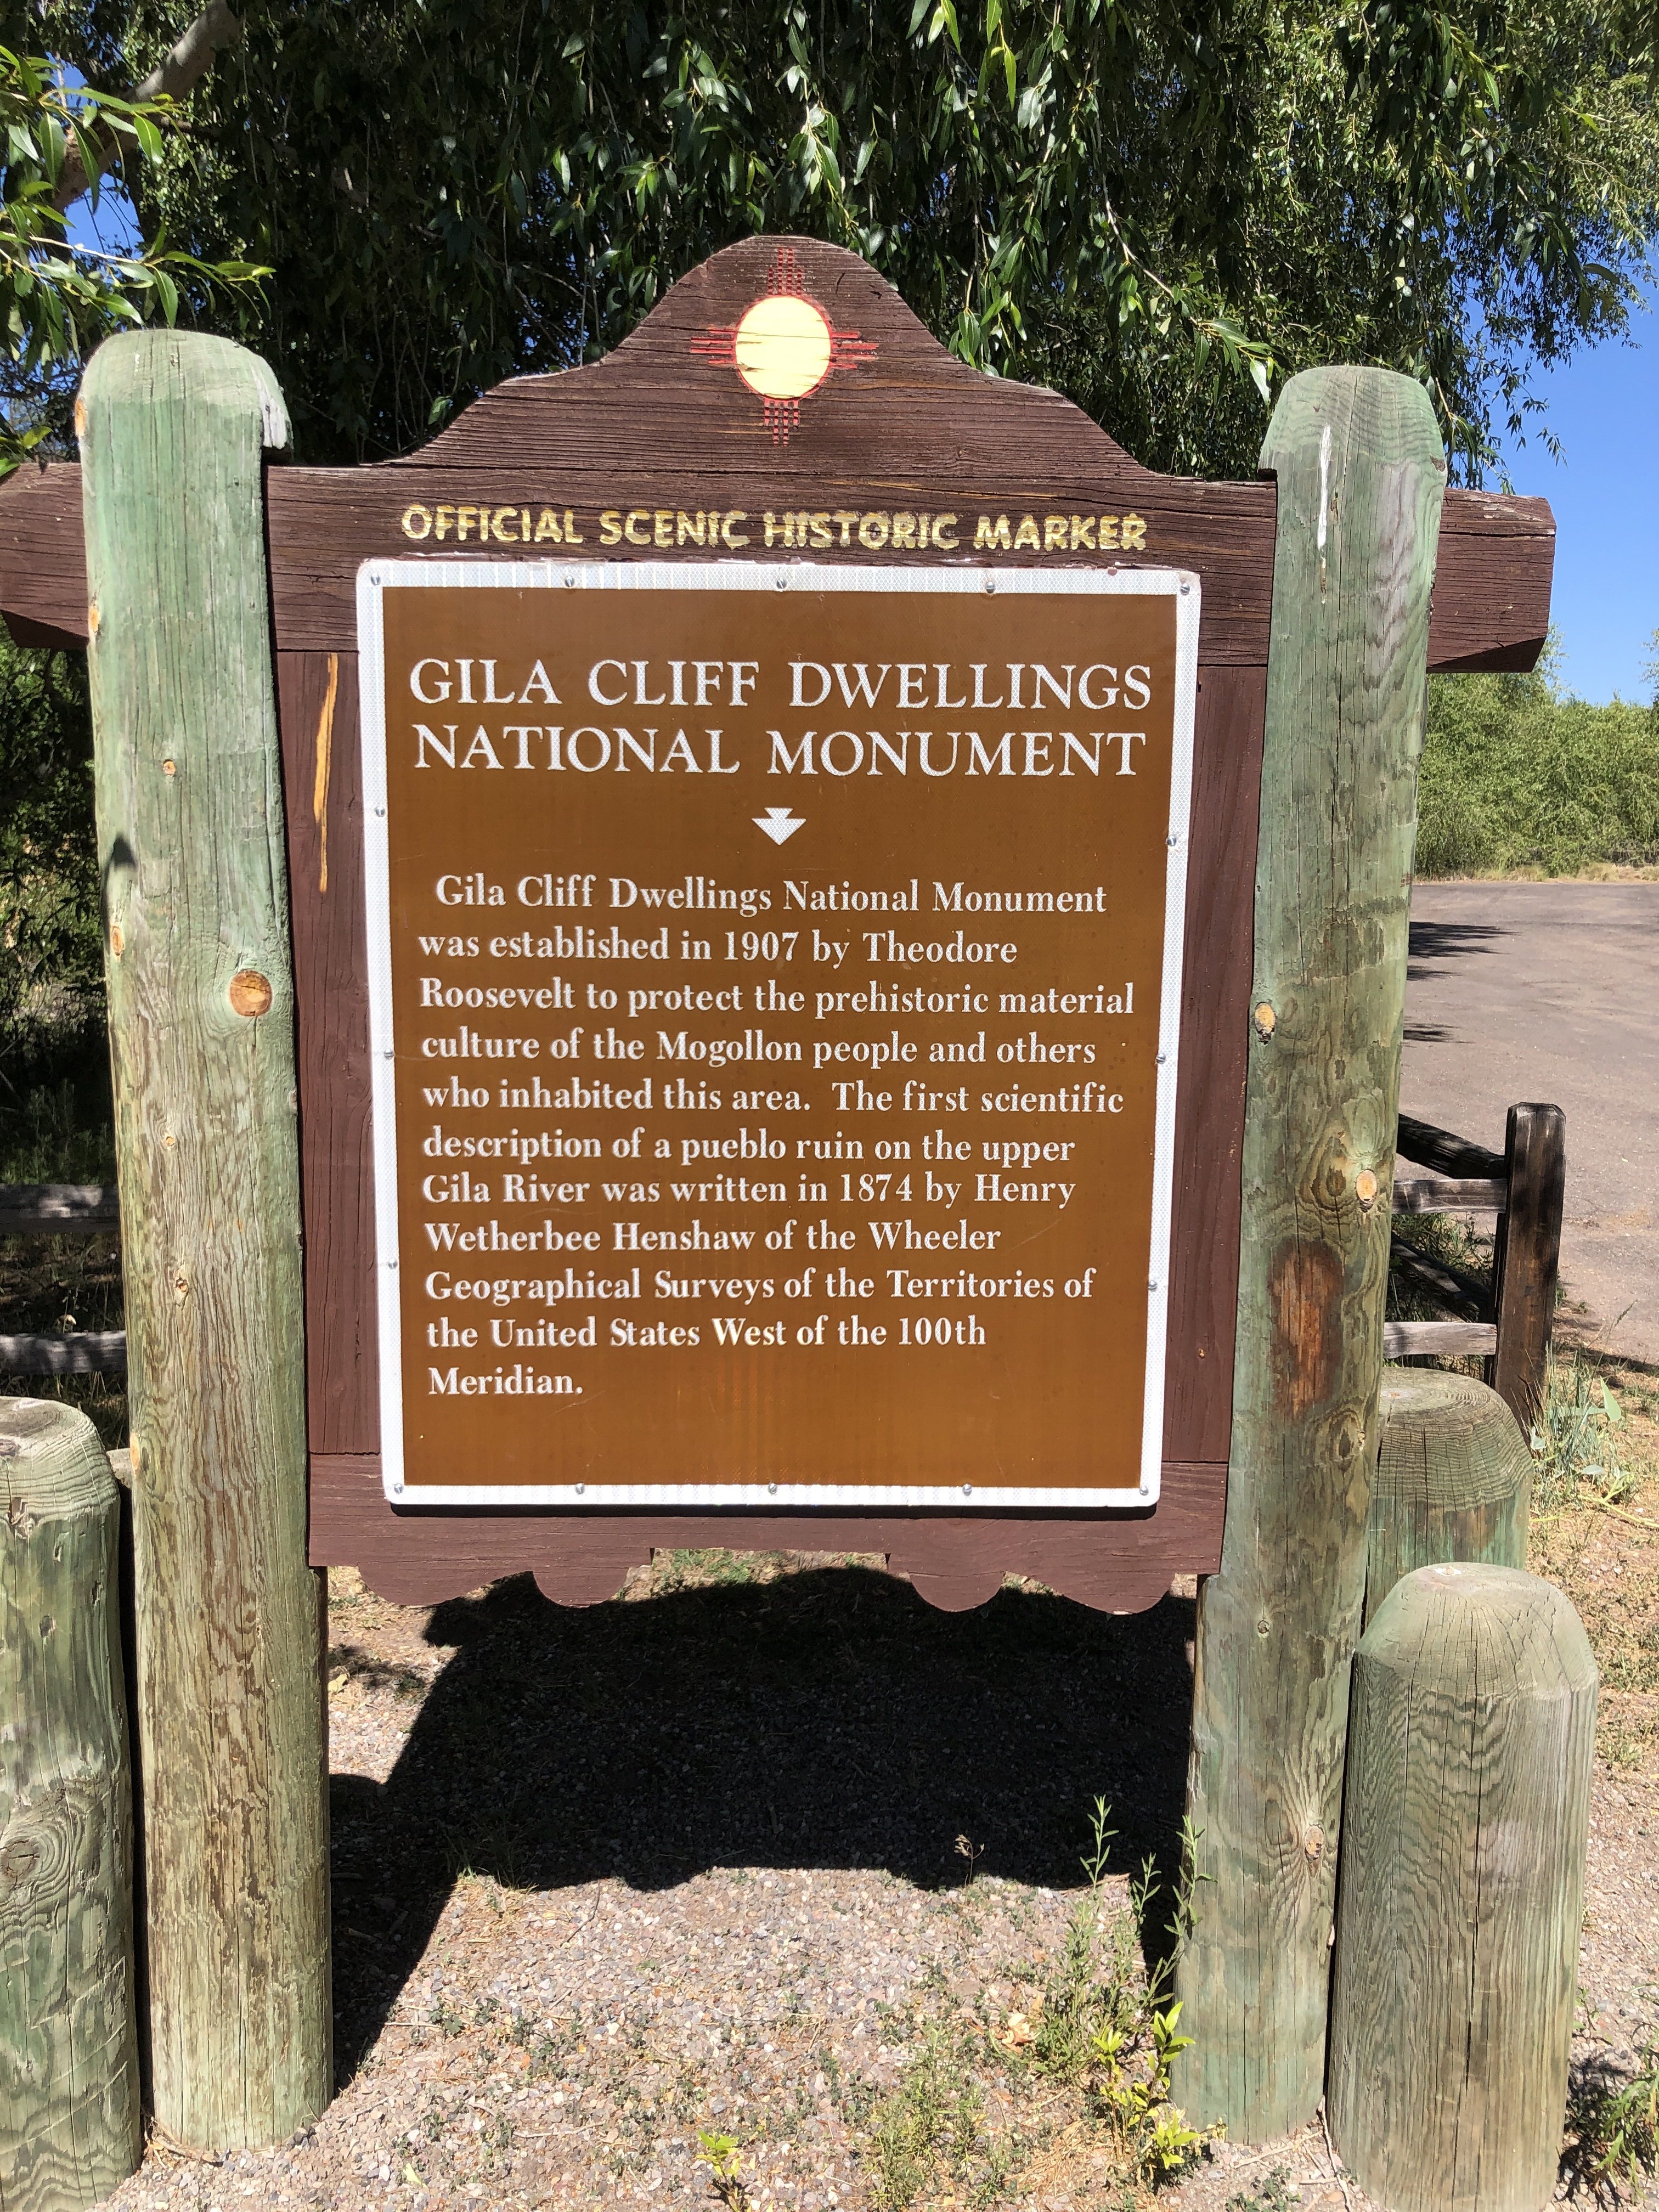 OFFICIAL SCENIC HISTORIC MARKER
GILA CLIFF DWELLINGS
NATIONAL MONUMENT
Gila Cliff Dwellings National Monument
was established in 1907 by Theodore
Roosevelt to protect the prehistoric material
culture of the Mogollon people and others
who inhabited this area. The first scientific
description of a pueblo ruin on the upper
Gila River was written in 1874 by Henry
Wetherbee Henshaw of the Wheeler
Geographical Surveys of the Territories of
the United States West of the 100th
Meridian.